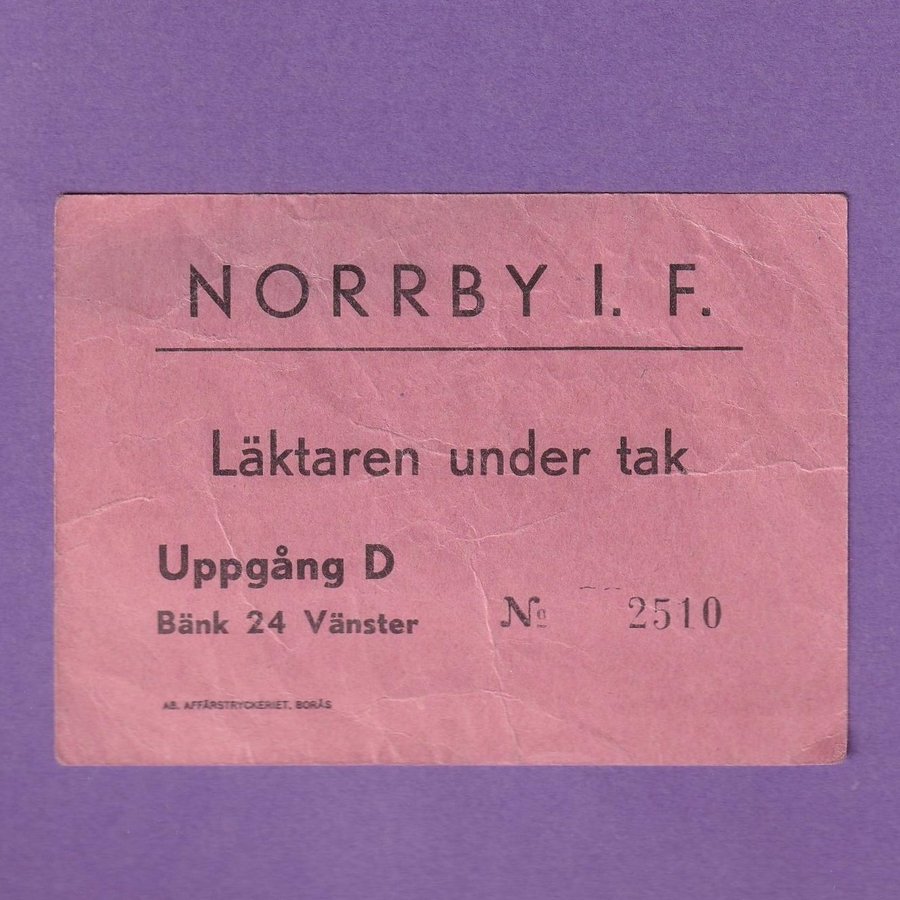 NORRBY I. F.
Läktaren under tak
Uppgång D
Bänk 24 Vänster
No 2510
AB. AFFÄRSTRYCKERIET, BORÅS